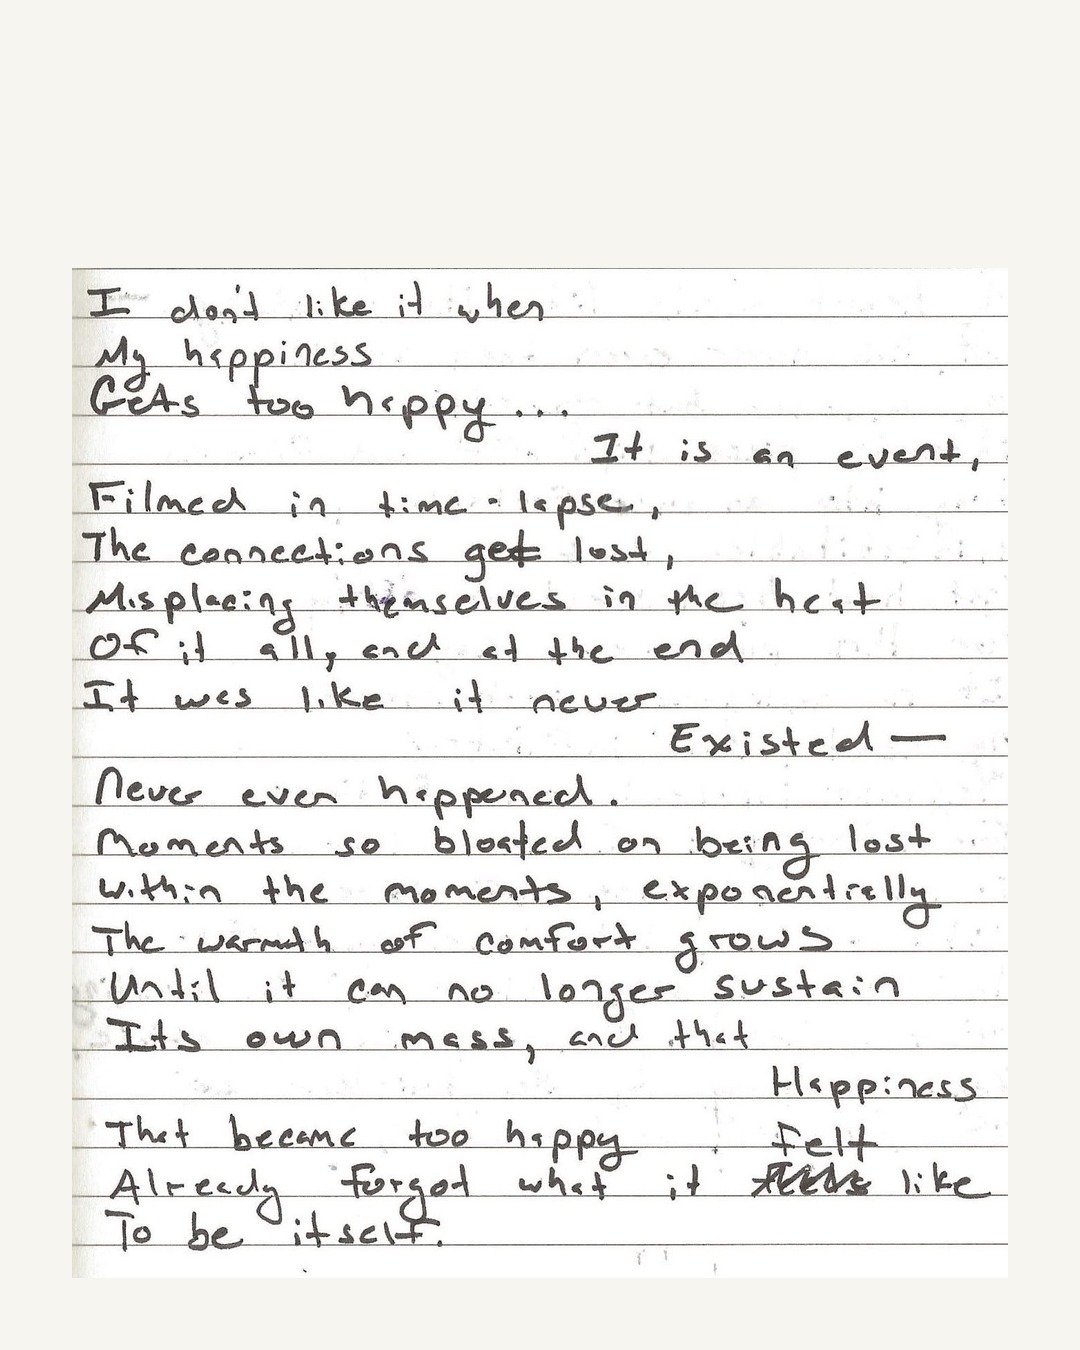 I don't like it when
My happiness
Gets too happy...
It is an event,
Filmed in time-lapse,
The connections get lost,
Misplacing themselves in the heat
Of it all, and at the end
It was like it never
Existed —
Never even happened.
Moments so bloated on being lost
Within the moments, exponentially
The warmth of comfort grows
Until it can no longer sustain
Its own mass, and that
Happiness
That became too happy
Already forgot what it felt like
To be itself.